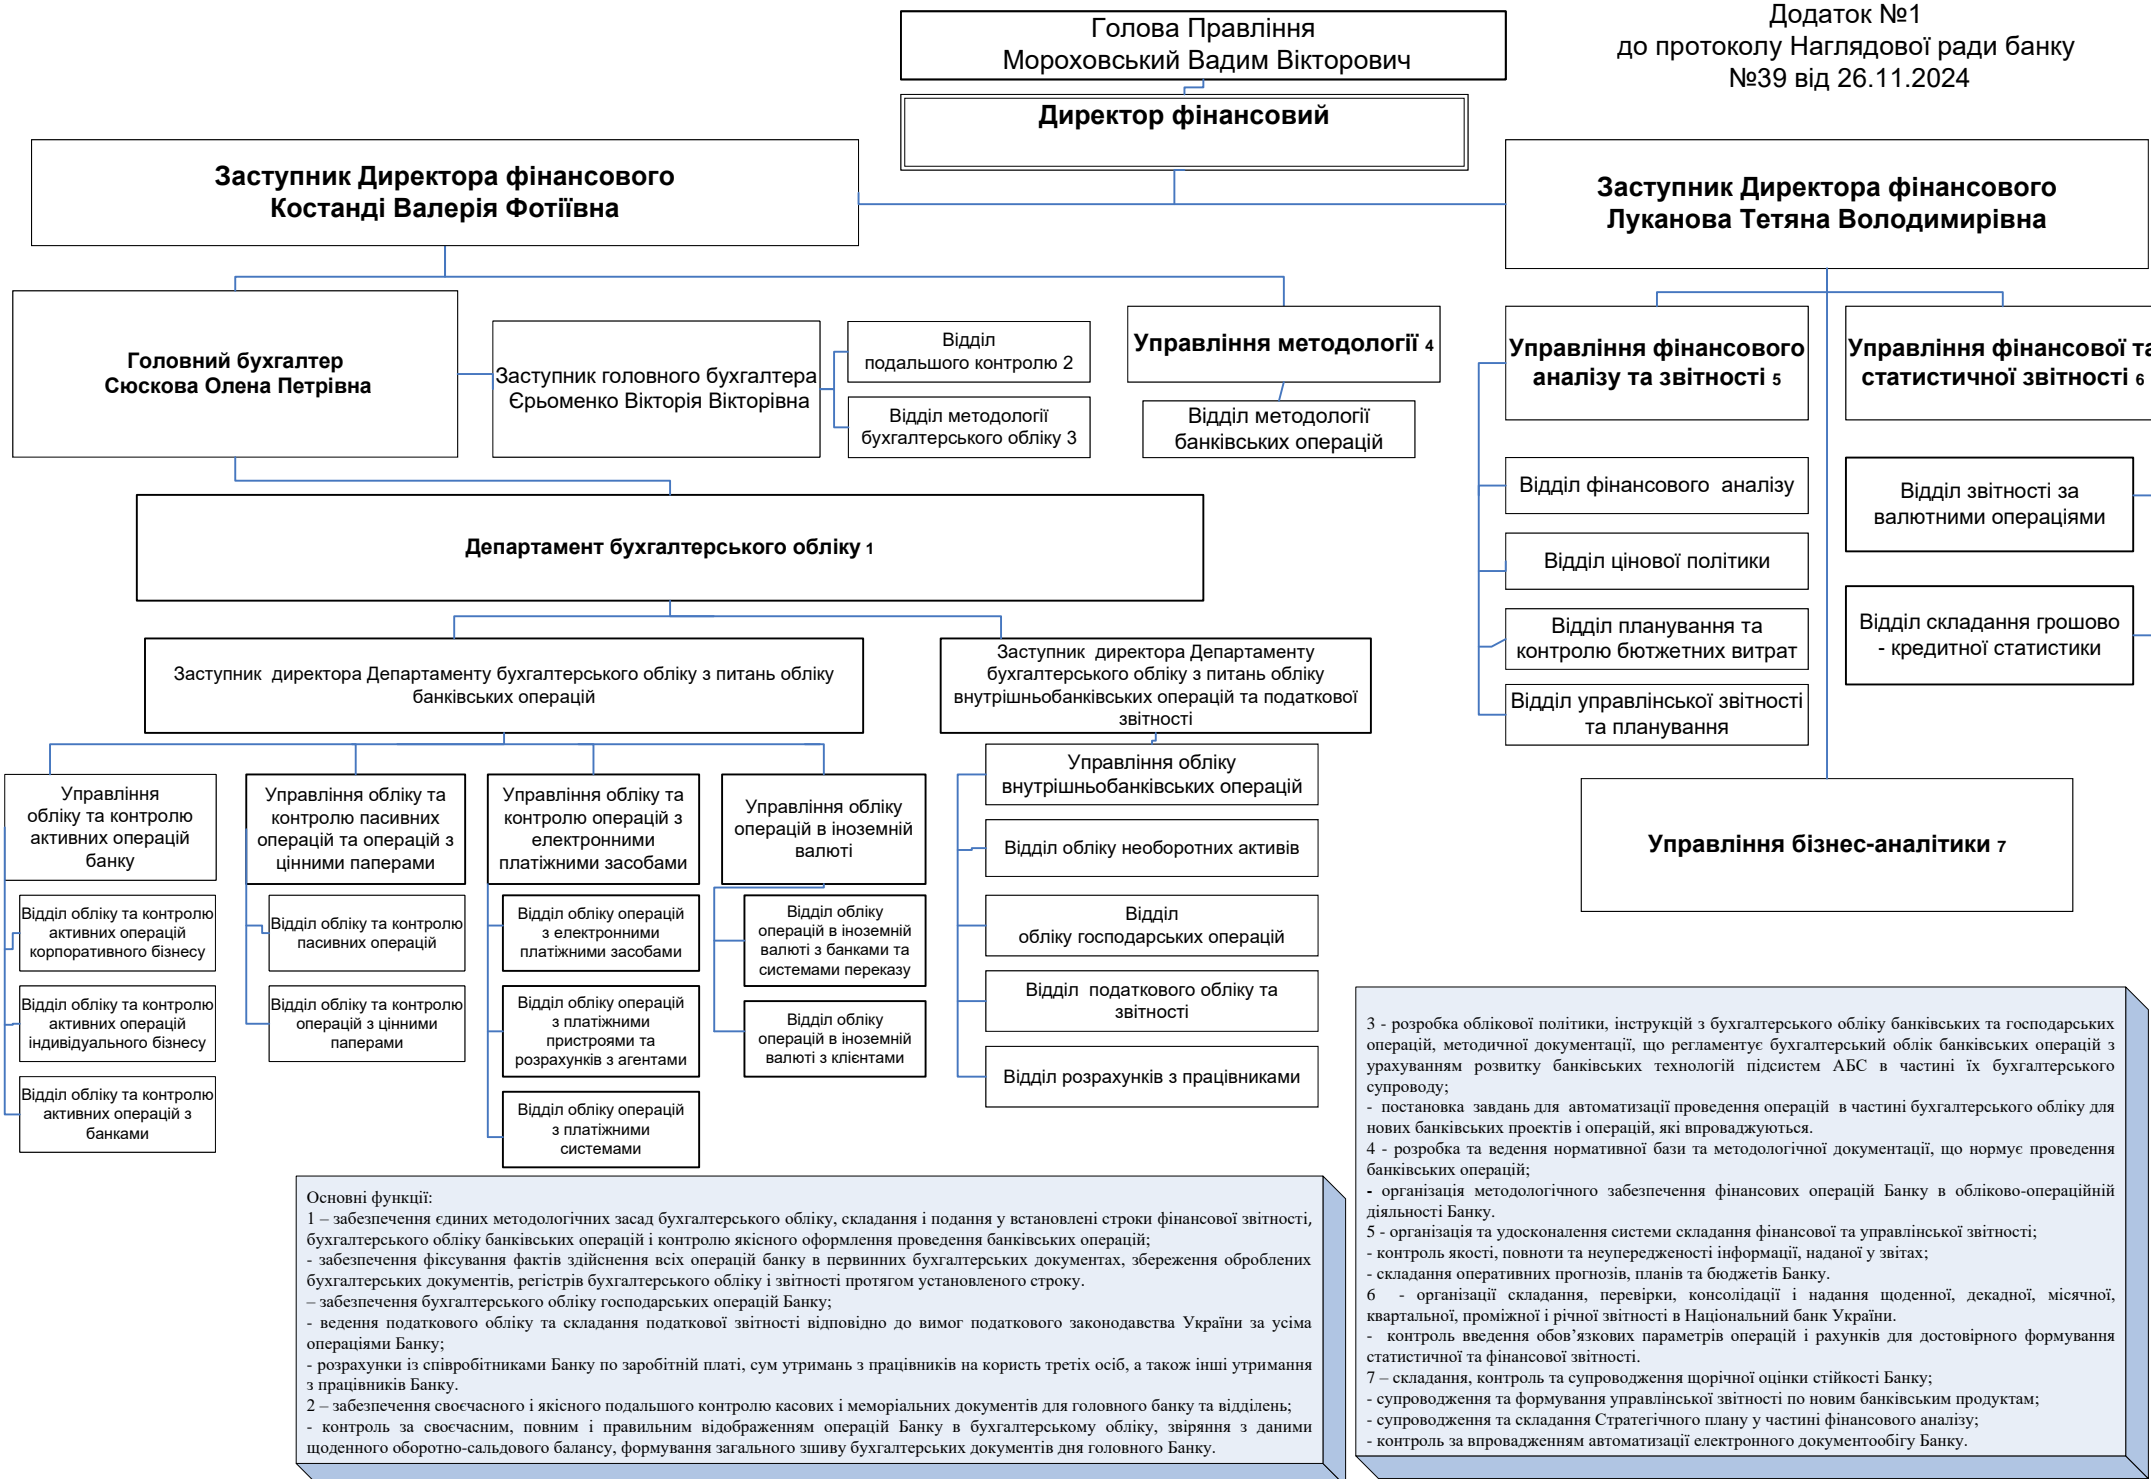 Додаток №1
до протоколу Наглядової ради банку
№39 від 26.11.2024
Голова Правління
Мороховський Вадим Вікторович
Директор фінансовий
Заступник Директора фінансового
Костанді Валерія Фотіївна
Заступник Директора фінансового
Луканова Тетяна Володимирівна
Головний бухгалтер
Сюскова Олена Петрівна
Заступник головного бухгалтера
Єрьоменко Вікторія Вікторівна
Відділ
подальшого контролю 2
Відділ методології
бухгалтерського обліку 3
Управління методології 4
Відділ методології
банківських операцій
Управління фінансового
аналізу та звітності 5
Управління фінансової та
статистичної звітності 6
Відділ фінансового  аналізу
Відділ цінової політики
Відділ планування та
контролю бютжетних витрат
Відділ управлінської звітності
та планування
Відділ звітності за
валютними операціями
Відділ складання грошово
- кредитної статистики
Управління бізнес-аналітики 7
Департамент бухгалтерського обліку 1
Заступник  директора Департаменту бухгалтерського обліку з питань обліку
банківських операцій
Заступник  директора Департаменту
бухгалтерського обліку з питань обліку
внутрішньобанківських операцій та податкової
звітності
Управління
обліку та контролю
активних операцій
банку
Відділ обліку та контролю
активних операцій
корпоративного бізнесу
Відділ обліку та контролю
активних операцій
індивідуального бізнесу
Відділ обліку та контролю
активних операцій з
банками
Управління обліку та
контролю пасивних
операцій та операцій з
цінними паперами
Відділ обліку та контролю
пасивних операцій
Відділ обліку та контролю
операцій з цінними
паперами
Управління обліку та
контролю операцій з
електронними
платіжними засобами
Відділ обліку операцій
з електронними
платіжними засобами
Відділ обліку операцій
з платіжними
пристроями та
розрахунків з агентами
Відділ обліку операцій
з платіжними
системами
Управління обліку
операцій в іноземній
валюті
Відділ обліку
операцій в іноземній
валюті з банками та
системами переказу
Відділ обліку
операцій в іноземній
валюті з клієнтами
Управління обліку
внутрішньобанківських операцій
Відділ обліку необоротних активів
Відділ
обліку господарських операцій
Відділ  податкового обліку та
звітності
Відділ розрахунків з працівниками
Основні функції:
1 – забезпечення єдиних методологічних засад бухгалтерського обліку, складання і подання у встановлені строки фінансової звітності,
бухгалтерського обліку банківських операцій і контролю якісного оформлення проведення банківських операцій;
- забезпечення фіксування фактів здійснення всіх операцій банку в первинних бухгалтерських документах, збереження оброблених
бухгалтерських документів, регістрів бухгалтерського обліку і звітності протягом установленого строку.
– забезпечення бухгалтерського обліку господарських операцій Банку;
- ведення податкового обліку та складання податкової звітності відповідно до вимог податкового законодавства України за усіма
операціями Банку;
- розрахунки із співробітниками Банку по заробітній платі, сум утримань з працівників на користь третіх осіб, а також інші утримання
з працівників Банку.
2 – забезпечення своєчасного і якісного подальшого контролю касових і меморіальних документів для головного банку та відділень;
- контроль за своєчасним, повним і правильним відображенням операцій Банку в бухгалтерському обліку, звіряння з даними
щоденного оборотно-сальдового балансу, формування загального зшиву бухгалтерських документів дня головного Банку.
3 - розробка облікової політики, інструкцій з бухгалтерського обліку банківських та господарських
операцій, методичної документації, що регламентує бухгалтерський облік банківських операцій з
урахуванням розвитку банківських технологій підсистем АБС в частині їх бухгалтерського
супроводу;
- постановка завдань для автоматизації проведення операцій в частині бухгалтерського обліку для
нових банківських проектів і операцій, які впроваджуються.
4 - розробка та ведення нормативної бази та методологічної документації, що нормує проведення
банківських операцій;
- організація методологічного забезпечення фінансових операцій Банку в обліково-операційній
діяльності Банку.
5 - організація та удосконалення системи складання фінансової та управлінської звітності;
- контроль якості, повноти та неупередженості інформації, наданої у звітах;
- складання оперативних прогнозів, планів та бюджетів Банку.
6 - організації складання, перевірки, консолідації і надання щоденної, декадної, місячної,
квартальної, проміжної і річної звітності в Національний банк України.
- контроль введення обов’язкових параметрів операцій і рахунків для достовірного формування
статистичної та фінансової звітності.
7 – складання, контроль та супроводження щорічної оцінки стійкості Банку;
- супроводження та формування управлінської звітності по новим банківським продуктам;
- супроводження та складання Стратегічного плану у частині фінансового аналізу;
- контроль за впровадженням автоматизації електронного документообігу Банку.